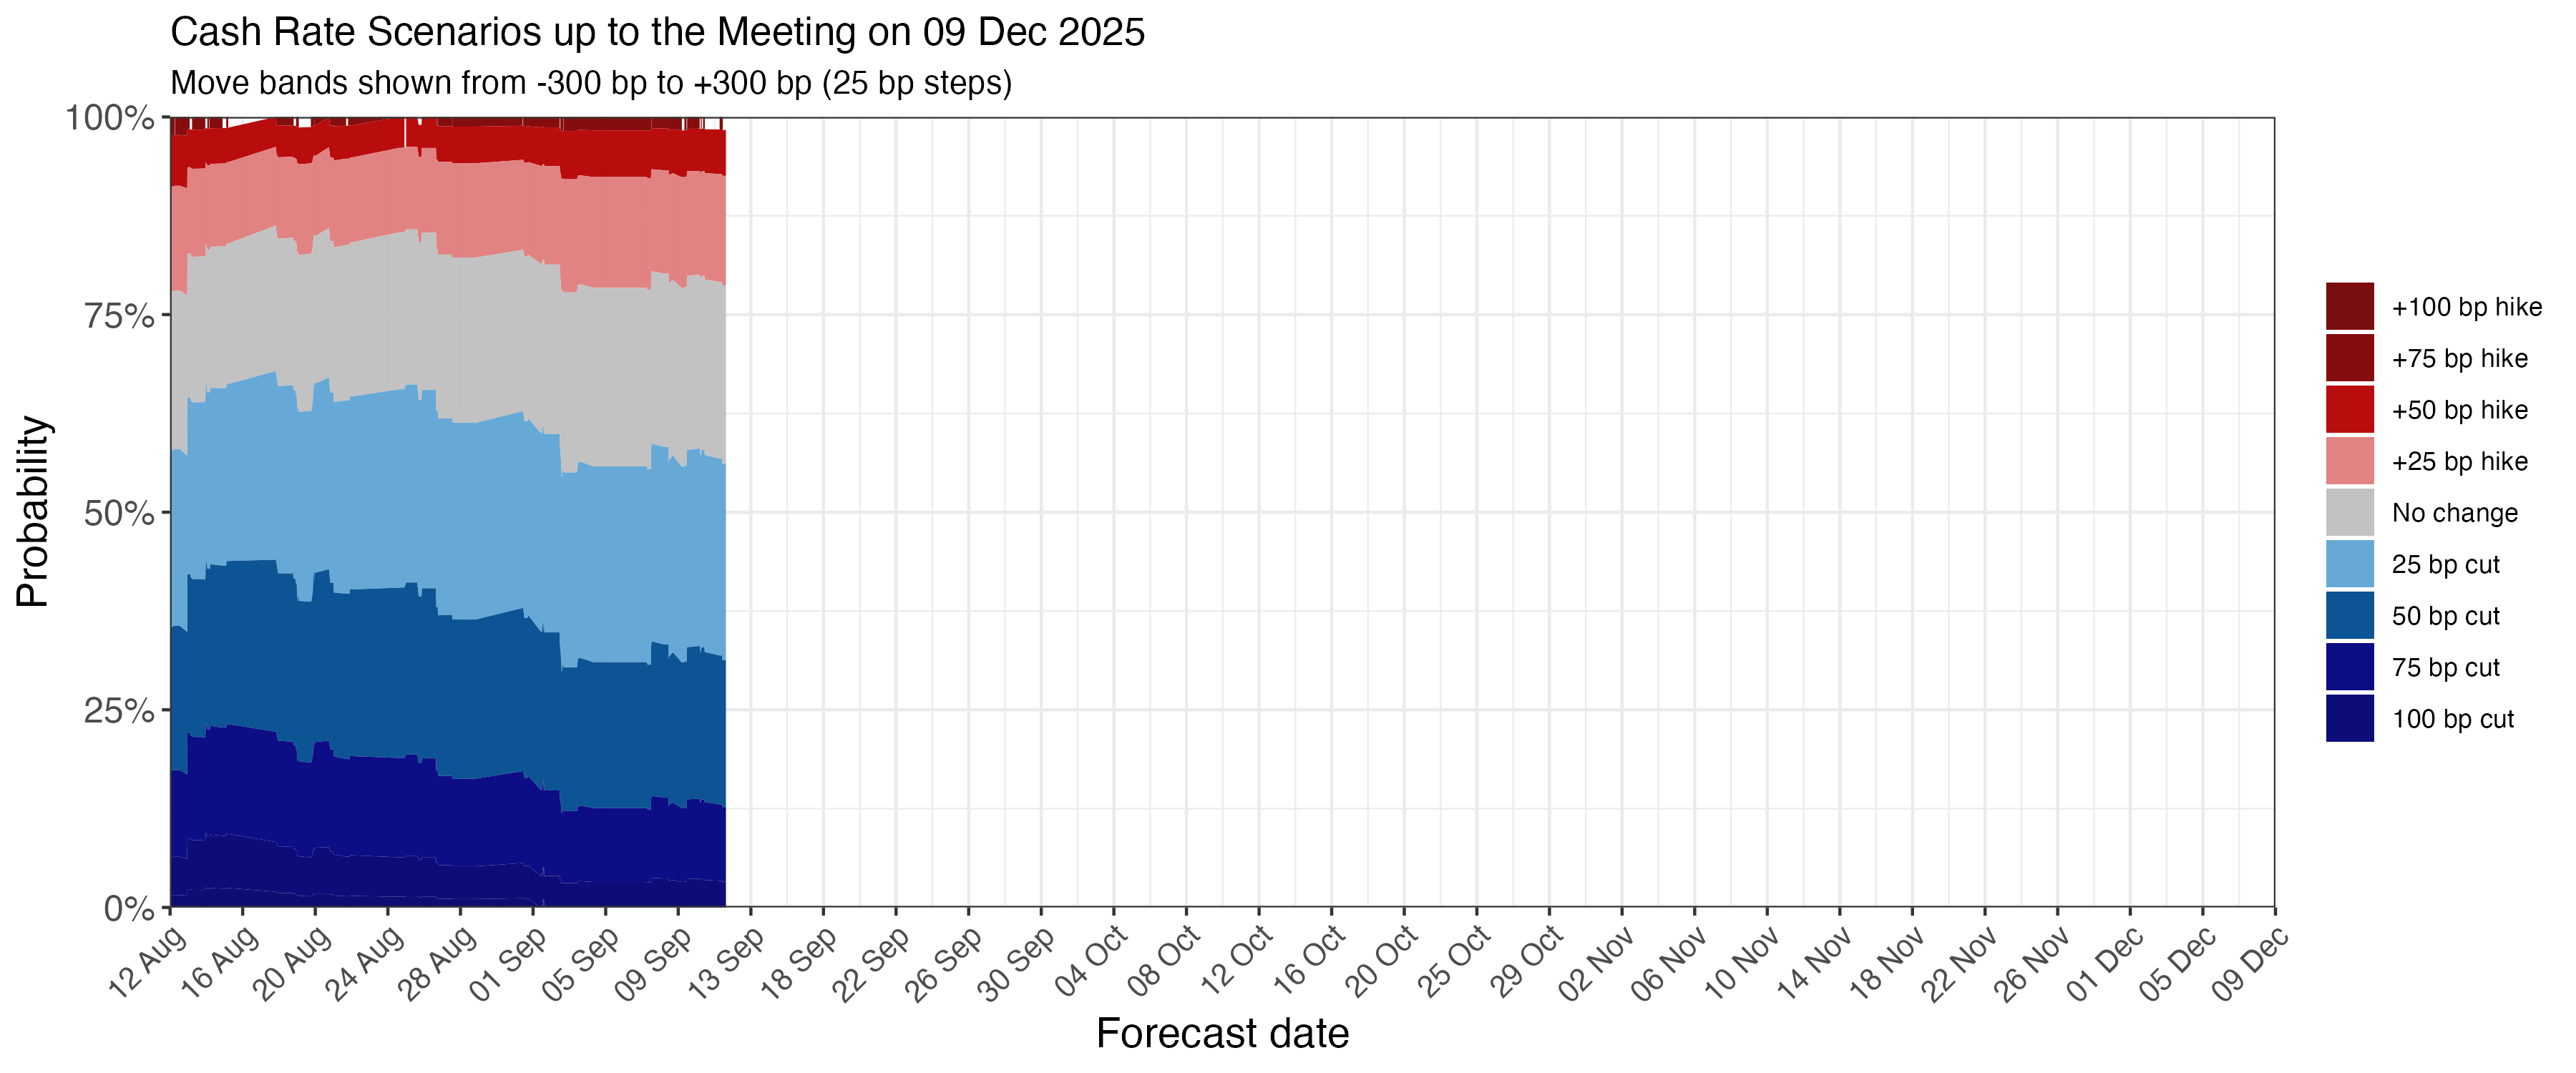 Cash Rate Scenarios up to the Meeting on 09 Dec 2025
Move bands shown from -300 bp to +300 bp (25 bp steps)
Probability
100%
75%
50%
25%
0%
12 Aug
16 Aug
20 Aug
24 Aug
28 Aug
01 Sep
05 Sep
09 Sep
13 Sep
18 Sep
22 Sep
26 Sep
30 Sep
04 Oct
08 Oct
12 Oct
16 Oct
20 Oct
25 Oct
29 Oct
02 Nov
06 Nov
10 Nov
14 Nov
18 Nov
22 Nov
26 Nov
01 Dec
05 Dec
09 Dec
Forecast date
+100 bp hike
+75 bp hike
+50 bp hike
+25 bp hike
No change
25 bp cut
50 bp cut
75 bp cut
100 bp cut